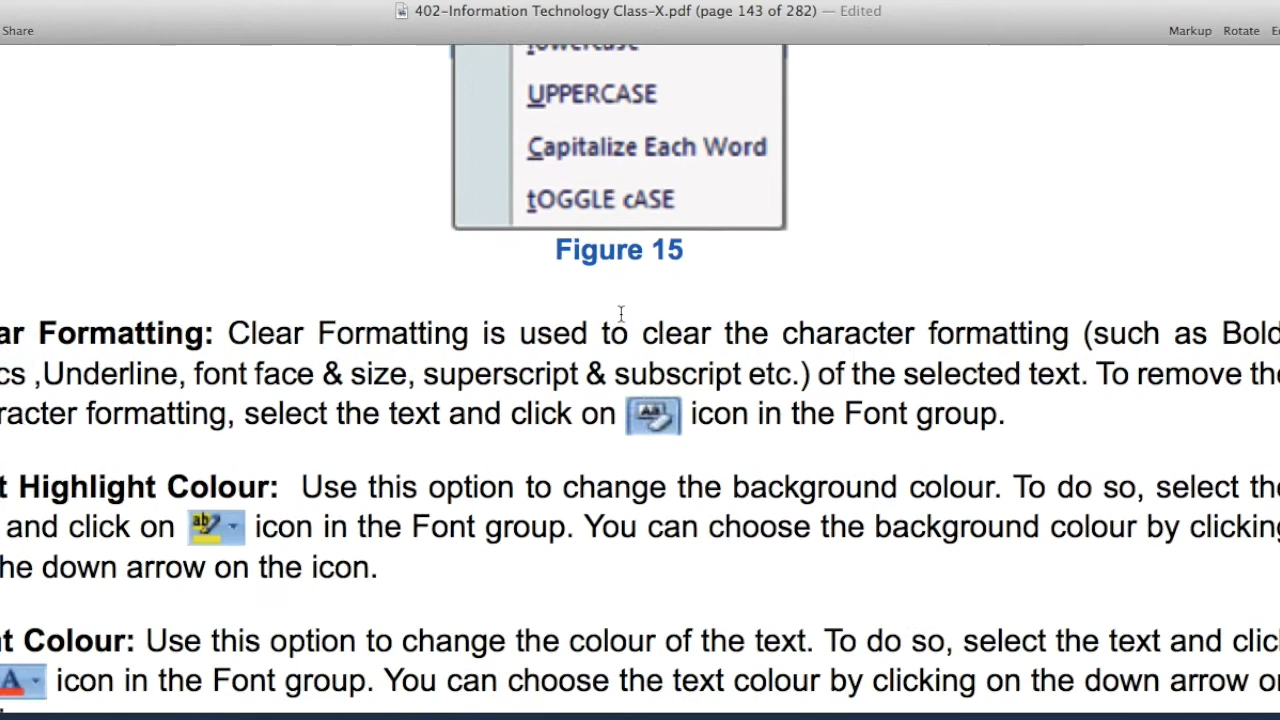 402-Information Technology Class-X.pdf (page 143 of 282) — Edited
Share Markup Rotate
lowercase
UPPERCASE
Capitalize Each Word
tOGGLE cASE
Figure 15
ar Formatting: Clear Formatting is used to clear the character formatting (such as Bold
cs ,Underline, font face & size, superscript & subscript etc.) of the selected text. To remove the
racter formatting, select the text and click on icon in the Font group.
t Highlight Colour: Use this option to change the background colour. To do so, select the
and click on ab icon in the Font group. You can choose the background colour by clicking
he down arrow on the icon.
t Colour: Use this option to change the colour of the text. To do so, select the text and clic
A icon in the Font group. You can choose the text colour by clicking on the down arrow o